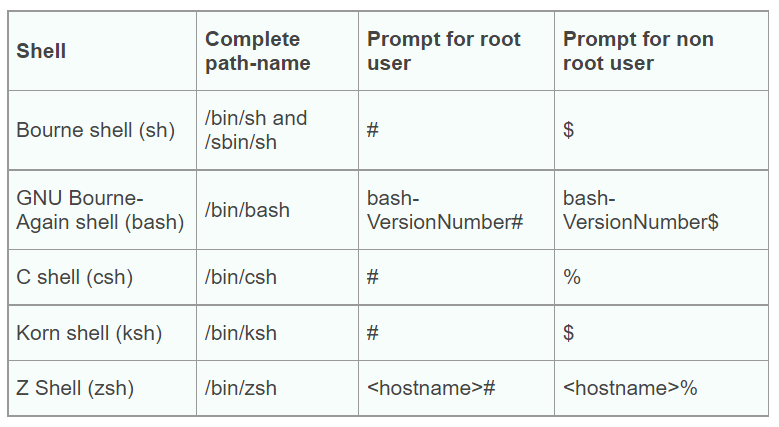 Shell
Complete
path-name
Prompt for root
user
Prompt for non
root user
Bourne shell (sh)
/bin/sh and
/sbin/sh
#
$
GNU Bourne-
Again shell (bash)
/bin/bash
bash-
VersionNumber#
bash-
VersionNumber$
C shell (csh)
/bin/csh
#
%
Korn shell (ksh)
/bin/ksh
#
$
Z Shell (zsh)
/bin/zsh
<hostname>#
<hostname>%